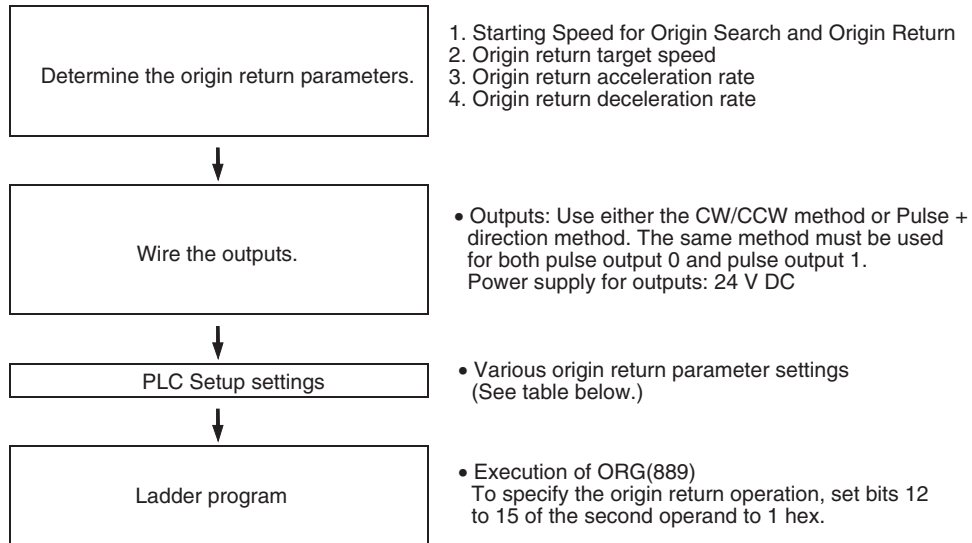 Determine the origin return parameters.
1. Starting Speed for Origin Search and Origin Return
2. Origin return target speed
3. Origin return acceleration rate
4. Origin return deceleration rate
Wire the outputs.
• Outputs: Use either the CW/CCW method or Pulse +
direction method. The same method must be used
for both pulse output 0 and pulse output 1.
Power supply for outputs: 24 V DC
PLC Setup settings
• Various origin return parameter settings
(See table below.)
Ladder program
• Execution of ORG(889)
To specify the origin return operation, set bits 12
to 15 of the second operand to 1 hex.